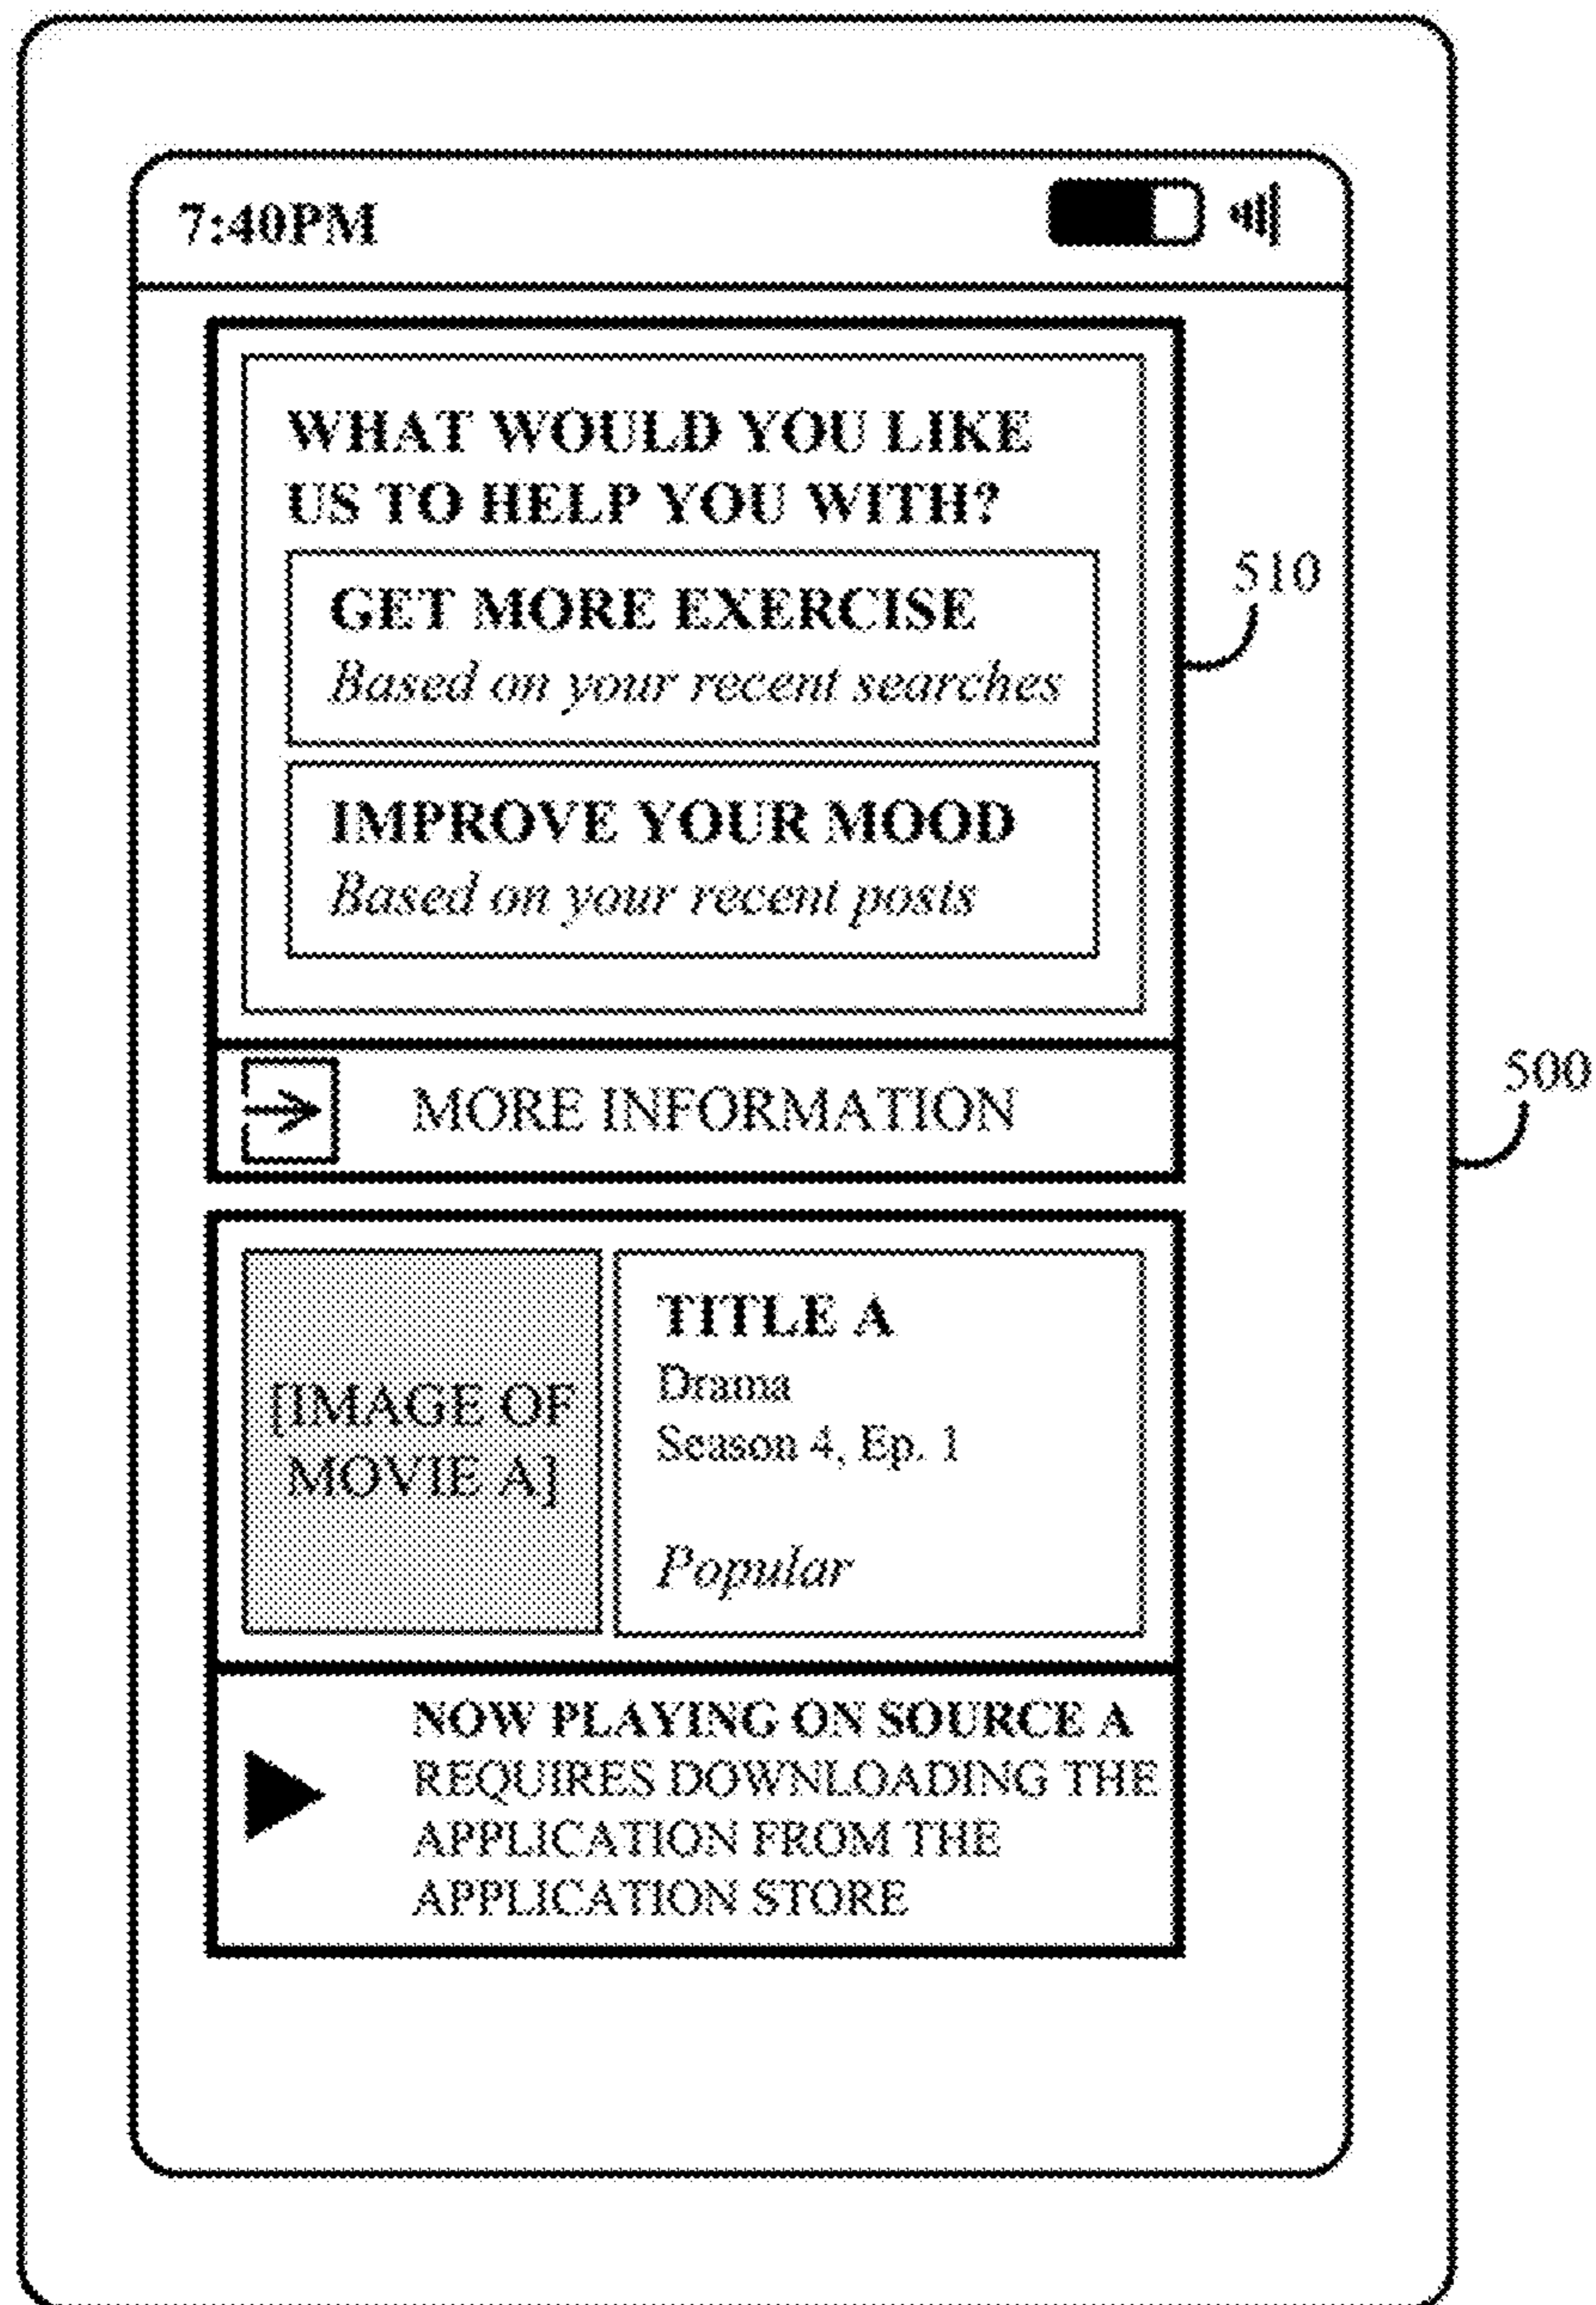 7:40PM
WHAT WOULD YOU LIKE
US TO HELP YOU WITH?
GET MORE EXERCISE
Based on your recent searches
510
IMPROVE YOUR MOOD
Based on your recent posts
MORE INFORMATION
500
[IMAGE OF
MOVIE A]
TITLE A
Drama
Season 4, Ep. 1
Popular
NOW PLAYING ON SOURCE A
REQUIRES DOWNLOADING THE
APPLICATION FROM THE
APPLICATION STORE